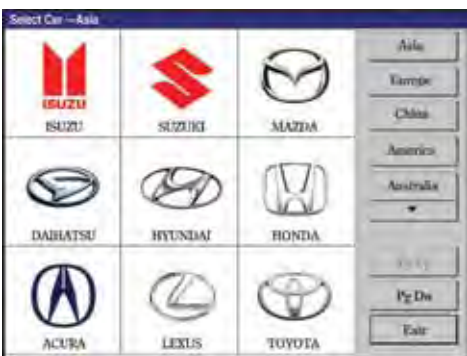 Select Car --Asia
ISUZU
ISUZU
SUZUKI
MAZDA
DAIHATSU
HYUNDAI
HONDA
ACURA
LEXUS
TOYOTA
Asia
Europe
China
America
Australia
Pg Dn
Exit